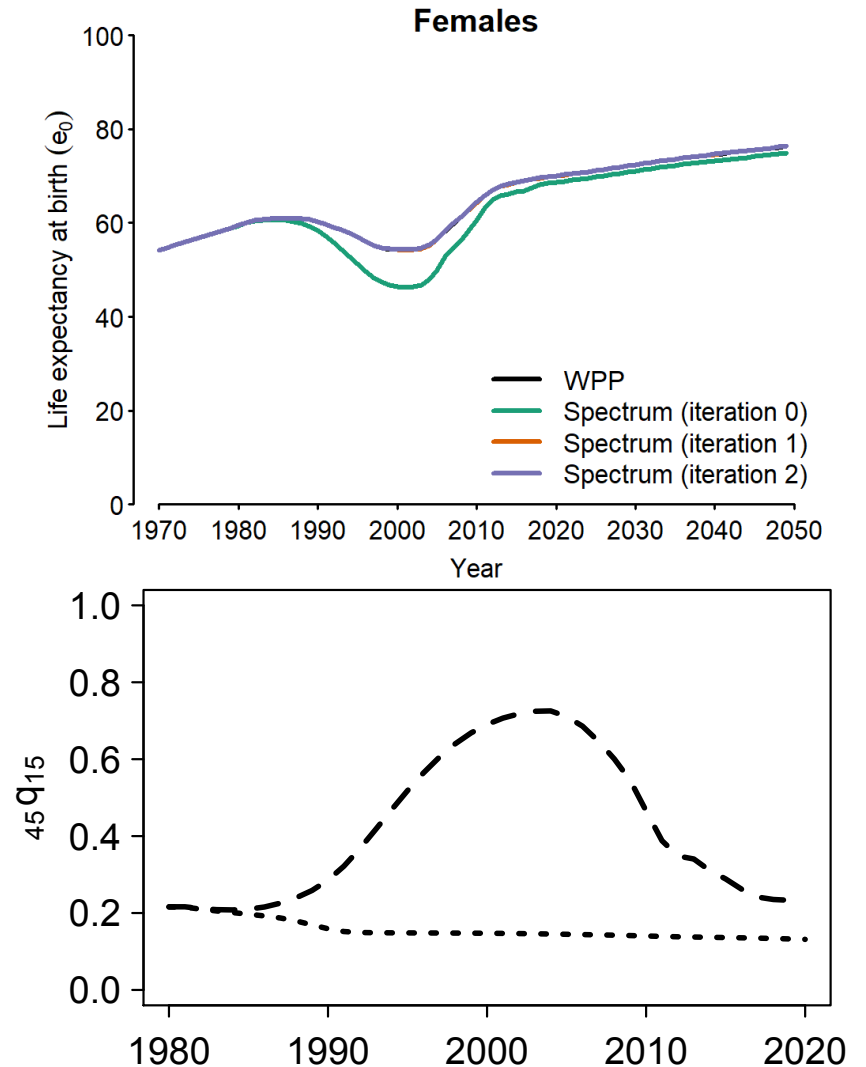 Females
Life expectancy at birth (e0)
100
80
60
40
20
0
WPP
Spectrum (iteration 0)
Spectrum (iteration 1)
Spectrum (iteration 2)
1970 1980 1990 2000 2010 2020 2030 2040 2050
Year
45q15
1.0
0.8
0.6
0.4
0.2
0.0
1980 1990 2000 2010 2020